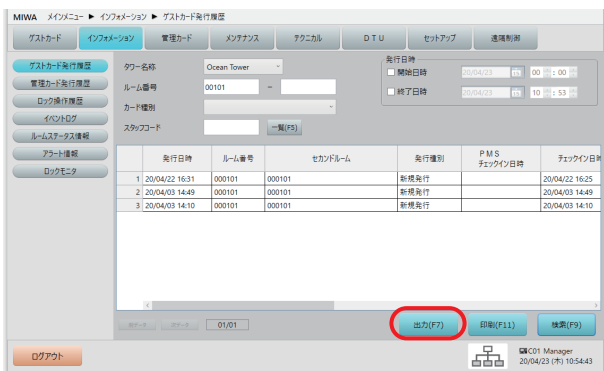 MIWA メインメニュー ▶ インフォメーション ▶ ゲストカード発行履歴
ゲストカード インフォメーション 管理カード メンテナンス テクニカル DTU セットアップ 遠隔制御
ゲストカード発行履歴
管理カード発行履歴
ロック操作履歴
イベントログ
ルームステータス情報
アラート情報
ロックモニタ
タワー名称 Ocean Tower
ルーム番号 00101 -
カード種別
スタッフコード 一覧(F5)
発行日時
開始日時 20/04/23 00 : 00
終了日時 20/04/23 10 : 53
発行日時 ルーム番号 セカンドルーム 発行種別 PMS チェックイン日時 チェックイン日時
1 20/04/22 16:31 000101 000101 新規発行 20/04/22 16:25
2 20/04/03 14:49 000101 000101 新規発行 20/04/03 14:49
3 20/04/03 14:10 000101 000101 新規発行 20/04/03 14:10
前データ 次データ 01/01 出力(F7) 印刷(F11) 検索(F9)
ログアウト
C01 Manager
20/04/23 (木) 10:54:43